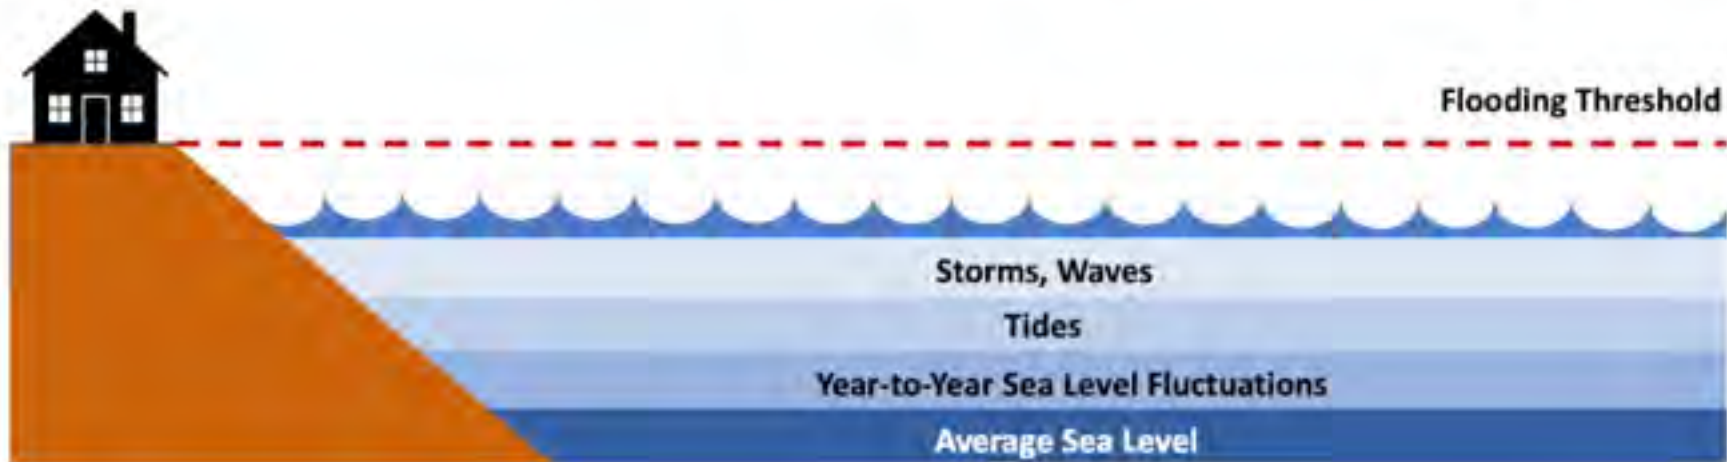 Flooding Threshold
Storms, Waves
Tides
Year-to-Year Sea Level Fluctuations
Average Sea Level